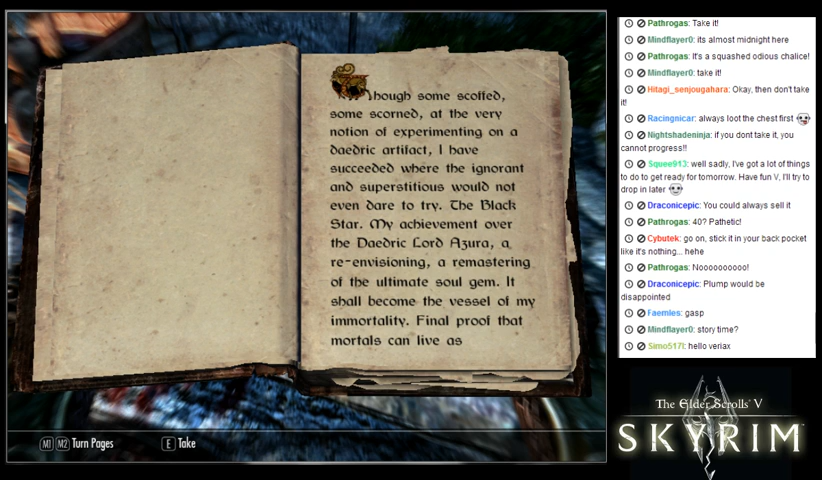 Though some scoffed,
some scorned, at the very
notion of experimenting on a
daedric artifact, I have
succeeded where the ignorant
and superstitious would not
even dare to try. The Black
Star. My achievement over
the Daedric Lord Azura, a
re-envisioning, a remastering
of the ultimate soul gem. It
shall become the vessel of my
immortality. Final proof that
mortals can live as
M1 M2 Turn Pages
E Take
Pathrogas: Take it!
Mindflayer0: its almost midnight here
Pathrogas: It's a squashed odious chalice!
Mindflayer0: take it!
Hitagi_senjougahara: Okay, then don't take
it!
Racingnicar: always loot the chest first
Nightshadeninja: if you dont take it, you
cannot progress!!
Squee913: well sadly, I've got a lot of things
to do to get ready for tomorrow. Have fun V, I'll try to
drop in later
Draconicepic: You could always sell it
Pathrogas: 40? Pathetic!
Cybutek: go on, stick it in your back pocket
like it's nothing... hehe
Pathrogas: Noooooooooo!
Draconicepic: Plump would be
disappointed
Faemles: gasp
Mindflayer0: story time?
hello veriax
The Elder Scrolls V
SKYRIM